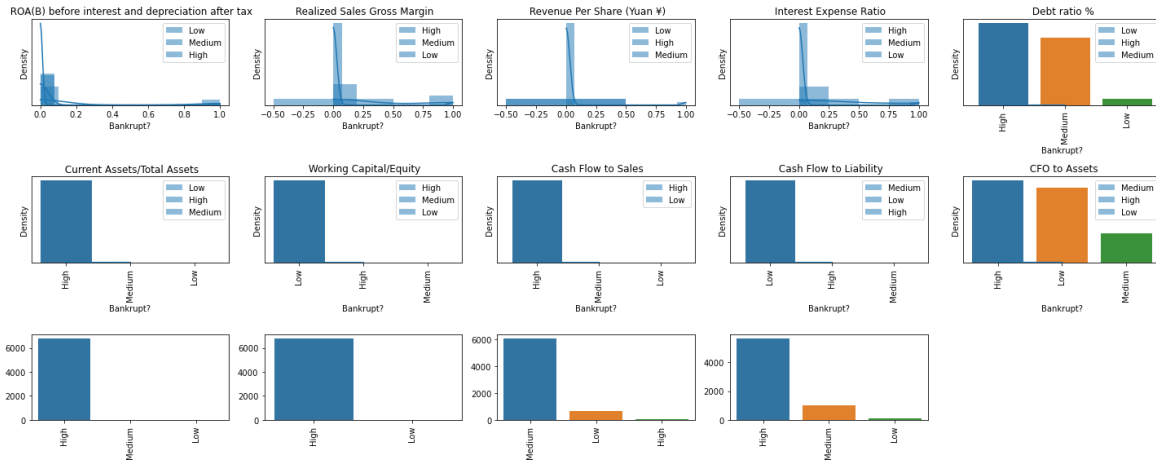 ROA(B) before interest and depreciation after tax
Low
Medium
High
Density
0.0 0.2 0.4 0.6 0.8 1.0
Bankrupt?
Realized Sales Gross Margin
High
Medium
Low
Density
−0.50 −0.25 0.00 0.25 0.50 0.75 1.00
Bankrupt?
Revenue Per Share (Yuan ¥)
Low
High
Medium
Density
−0.50 −0.25 0.00 0.25 0.50 0.75 1.00
Bankrupt?
Interest Expense Ratio
High
Medium
Low
Density
−0.50 −0.25 0.00 0.25 0.50 0.75 1.00
Bankrupt?
Debt ratio %
Low
High
Medium
Density
High
Medium
Low
Bankrupt?
Current Assets/Total Assets
Low
High
Medium
Density
High
Medium
Low
Bankrupt?
Working Capital/Equity
High
Medium
Low
Density
Low
High
Medium
Bankrupt?
Cash Flow to Sales
High
Low
Density
High
Medium
Low
Bankrupt?
Cash Flow to Liability
Medium
Low
High
Density
Low
High
Medium
Bankrupt?
CFO to Assets
Medium
High
Low
Density
High
Low
Medium
Bankrupt?
6000
4000
2000
0
High
Medium
Low
6000
4000
2000
0
High
Low
6000
4000
2000
0
Medium
Low
High
4000
2000
0
High
Medium
Low